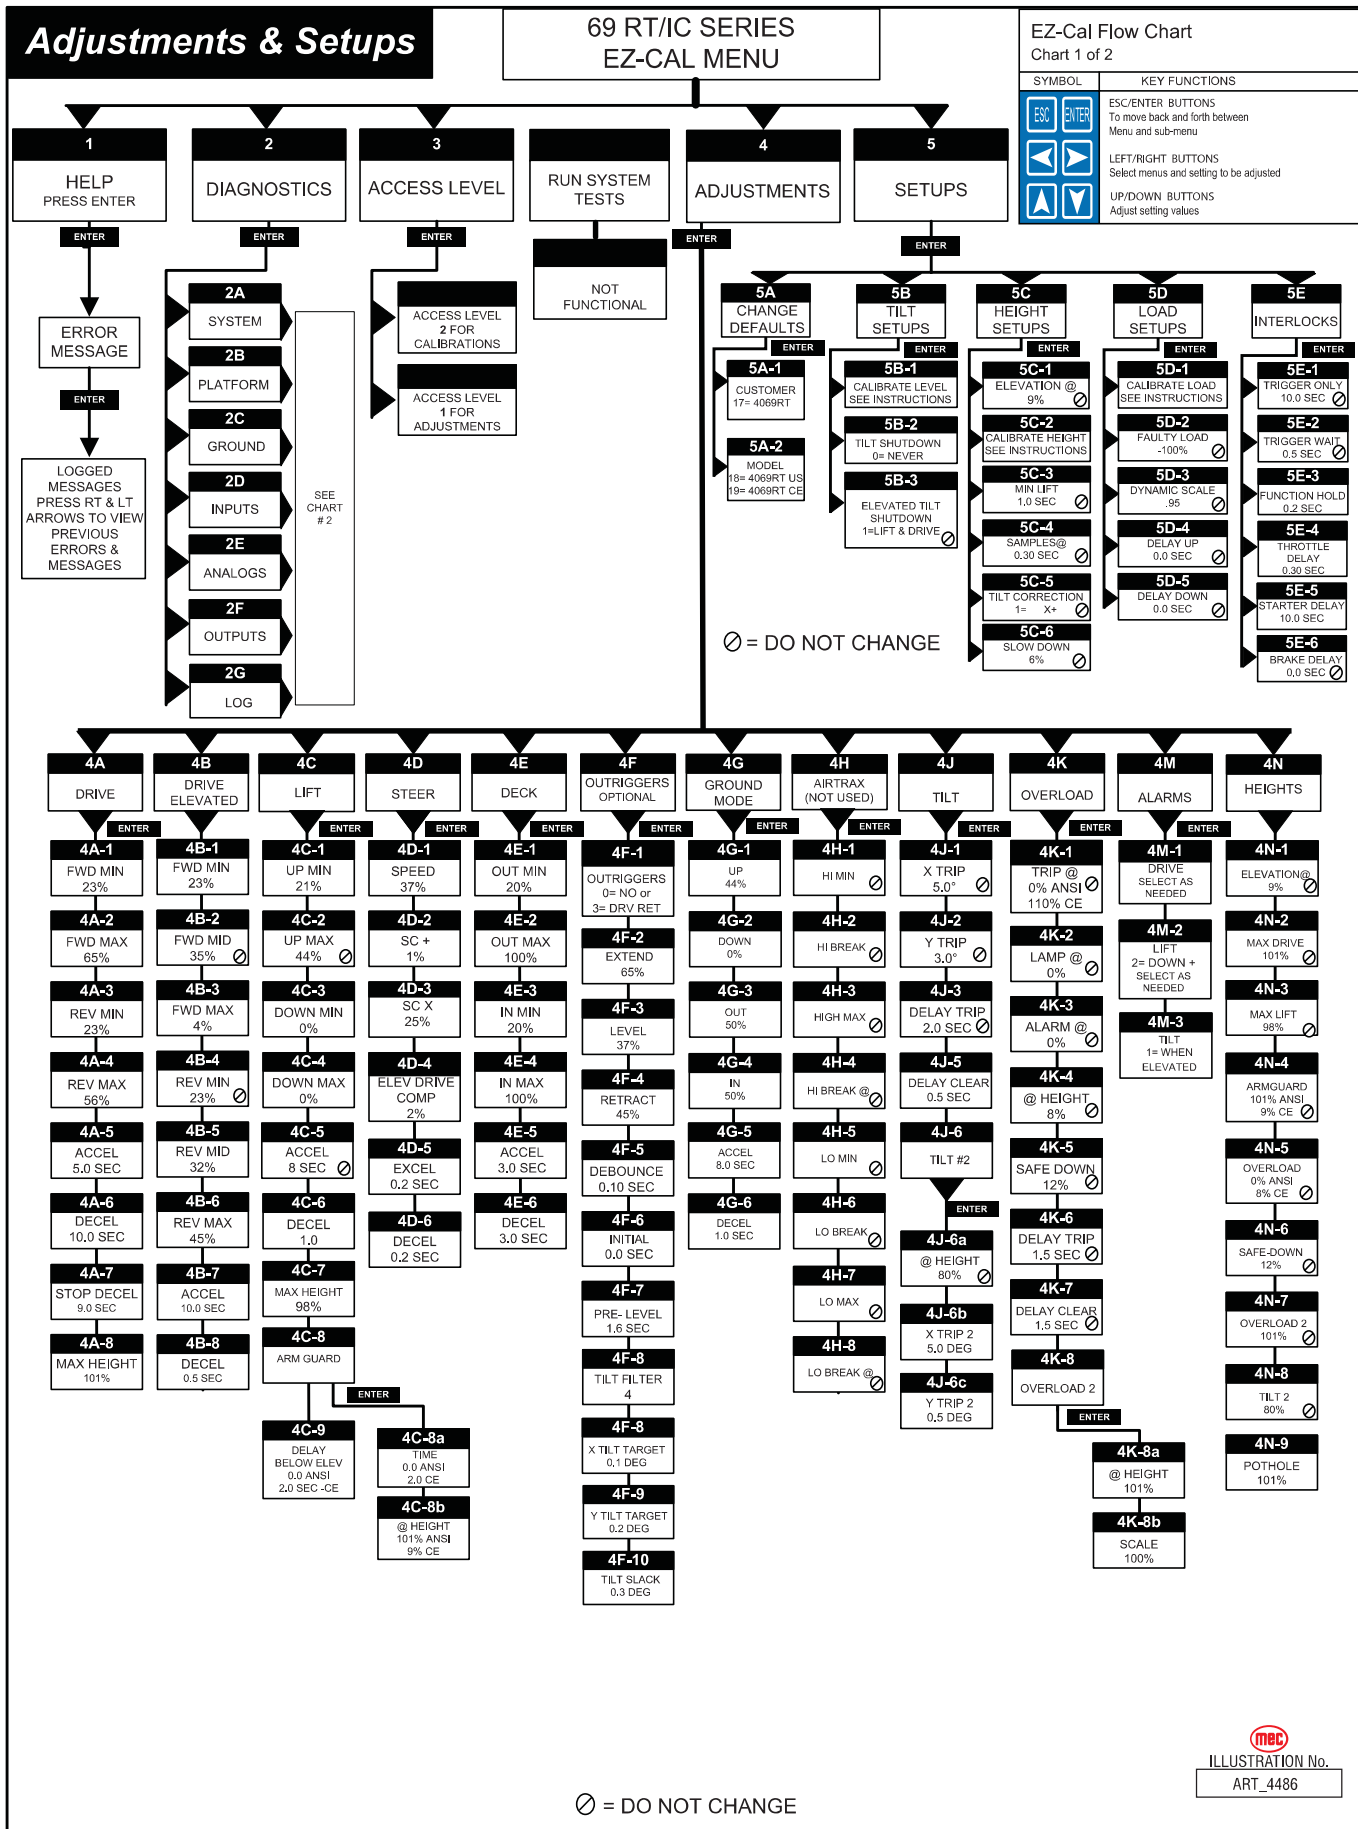 Adjustments & Setups
69 RT/IC SERIES
EZ-CAL MENU
EZ-Cal Flow Chart
Chart 1 of 2
SYMBOL
KEY FUNCTIONS
ESC
ENTER
ESC/ENTER BUTTONS
To move back and forth between
Menu and sub-menu
LEFT/RIGHT BUTTONS
Select menus and setting to be adjusted
UP/DOWN BUTTONS
Adjust setting values
1
HELP
PRESS ENTER
ENTER
ERROR
MESSAGE
ENTER
LOGGED
MESSAGES
PRESS RT & LT
ARROWS TO VIEW
PREVIOUS
ERRORS &
MESSAGES
2
DIAGNOSTICS
ENTER
2A
SYSTEM
2B
PLATFORM
2C
GROUND
2D
INPUTS
2E
ANALOGS
2F
OUTPUTS
2G
LOG
SEE
CHART
# 2
3
ACCESS LEVEL
ENTER
ACCESS LEVEL
2 FOR
CALIBRATIONS
ACCESS LEVEL
1 FOR
ADJUSTMENTS
RUN SYSTEM
TESTS
NOT
FUNCTIONAL
4
ADJUSTMENTS
ENTER
5
SETUPS
ENTER
5A
CHANGE
DEFAULTS
ENTER
5A-1
CUSTOMER
17= 4069RT
5A-2
MODEL
18= 4069RT US
19= 4069RT CE
5B
TILT
SETUPS
ENTER
5B-1
CALIBRATE LEVEL
SEE INSTRUCTIONS
5B-2
TILT SHUTDOWN
0= NEVER
5B-3
ELEVATED TILT
SHUTDOWN
1=LIFT & DRIVE
5C
HEIGHT
SETUPS
ENTER
5C-1
ELEVATION @
9%
5C-2
CALIBRATE HEIGHT
SEE INSTRUCTIONS
5C-3
MIN LIFT
1.0 SEC
5C-4
SAMPLES@
0.30 SEC
5C-5
TILT CORRECTION
1= X+
5C-6
SLOW DOWN
6%
5D
LOAD
SETUPS
ENTER
5D-1
CALIBRATE LOAD
SEE INSTRUCTIONS
5D-2
FAULTY LOAD
-100%
5D-3
DYNAMIC SCALE
.95
5D-4
DELAY UP
0.0 SEC
5D-5
DELAY DOWN
0.0 SEC
5E
INTERLOCKS
ENTER
5E-1
TRIGGER ONLY
10.0 SEC
5E-2
TRIGGER WAIT
0.5 SEC
5E-3
FUNCTION HOLD
0.2 SEC
5E-4
THROTTLE
DELAY
0.30 SEC
5E-5
STARTER DELAY
10.0 SEC
5E-6
BRAKE DELAY
0.0 SEC
= DO NOT CHANGE
4A
DRIVE
ENTER
4A-1
FWD MIN
23%
4A-2
FWD MAX
65%
4A-3
REV MIN
23%
4A-4
REV MAX
56%
4A-5
ACCEL
5.0 SEC
4A-6
DECEL
10.0 SEC
4A-7
STOP DECEL
9.0 SEC
4A-8
MAX HEIGHT
101%
4B
DRIVE
ELEVATED
ENTER
4B-1
FWD MIN
23%
4B-2
FWD MID
35%
4B-3
FWD MAX
4%
4B-4
REV MIN
23%
4B-5
REV MID
32%
4B-6
REV MAX
45%
4B-7
ACCEL
10.0 SEC
4B-8
DECEL
0.5 SEC
4C
LIFT
ENTER
4C-1
UP MIN
21%
4C-2
UP MAX
44%
4C-3
DOWN MIN
0%
4C-4
DOWN MAX
0%
4C-5
ACCEL
8 SEC
4C-6
DECEL
1.0
4C-7
MAX HEIGHT
98%
4C-8
ARM GUARD
ENTER
4C-9
DELAY
BELOW ELEV
0.0 ANSI
2.0 SEC -CE
4C-8a
TIME
0.0 ANSI
2.0 CE
4C-8b
@ HEIGHT
101% ANSI
9% CE
4D
STEER
ENTER
4D-1
SPEED
37%
4D-2
SC +
1%
4D-3
SC X
25%
4D-4
ELEV DRIVE
COMP
2%
4D-5
EXCEL
0.2 SEC
4D-6
DECEL
0.2 SEC
4E
DECK
ENTER
4E-1
OUT MIN
20%
4E-2
OUT MAX
100%
4E-3
IN MIN
20%
4E-4
IN MAX
100%
4E-5
ACCEL
3.0 SEC
4E-6
DECEL
3.0 SEC
4F
OUTRIGGERS
OPTIONAL
ENTER
4F-1
OUTRIGGERS
0= NO or
3= DRV RET
4F-2
EXTEND
65%
4F-3
LEVEL
37%
4F-4
RETRACT
45%
4F-5
DEBOUNCE
0.10 SEC
4F-6
INITIAL
0.0 SEC
4F-7
PRE- LEVEL
1.6 SEC
4F-8
TILT FILTER
4
4F-8
X TILT TARGET
0.1 DEG
4F-9
Y TILT TARGET
0.2 DEG
4F-10
TILT SLACK
0.3 DEG
4G
GROUND
MODE
ENTER
4G-1
UP
44%
4G-2
DOWN
0%
4G-3
OUT
50%
4G-4
IN
50%
4G-5
ACCEL
8.0 SEC
4G-6
DECEL
1.0 SEC
4H
AIRTRAX
(NOT USED)
ENTER
4H-1
HI MIN
4H-2
HI BREAK
4H-3
HIGH MAX
4H-4
HI BREAK @
4H-5
LO MIN
4H-6
LO BREAK
4H-7
LO MAX
4H-8
LO BREAK @
4J
TILT
ENTER
4J-1
X TRIP
5.0°
4J-2
Y TRIP
3.0°
4J-3
DELAY TRIP
2.0 SEC
4J-5
DELAY CLEAR
0.5 SEC
4J-6
TILT #2
ENTER
4J-6a
@ HEIGHT
80%
4J-6b
X TRIP 2
5.0 DEG
4J-6c
Y TRIP 2
0.5 DEG
4K
OVERLOAD
ENTER
4K-1
TRIP @
0% ANSI
110% CE
4K-2
LAMP @
0%
4K-3
ALARM @
0%
4K-4
@ HEIGHT
8%
4K-5
SAFE DOWN
12%
4K-6
DELAY TRIP
1.5 SEC
4K-7
DELAY CLEAR
1.5 SEC
4K-8
OVERLOAD 2
ENTER
4K-8a
@ HEIGHT
101%
4K-8b
SCALE
100%
4M
ALARMS
ENTER
4M-1
DRIVE
SELECT AS
NEEDED
4M-2
LIFT
2= DOWN +
SELECT AS
NEEDED
4M-3
TILT
1= WHEN
ELEVATED
4N
HEIGHTS
4N-1
ELEVATION@
9%
4N-2
MAX DRIVE
101%
4N-3
MAX LIFT
98%
4N-4
ARMGUARD
101% ANSI
9% CE
4N-5
OVERLOAD
0% ANSI
8% CE
4N-6
SAFE-DOWN
12%
4N-7
OVERLOAD 2
101%
4N-8
TILT 2
80%
4N-9
POTHOLE
101%
mec
ILLUSTRATION No.
ART_4486
= DO NOT CHANGE